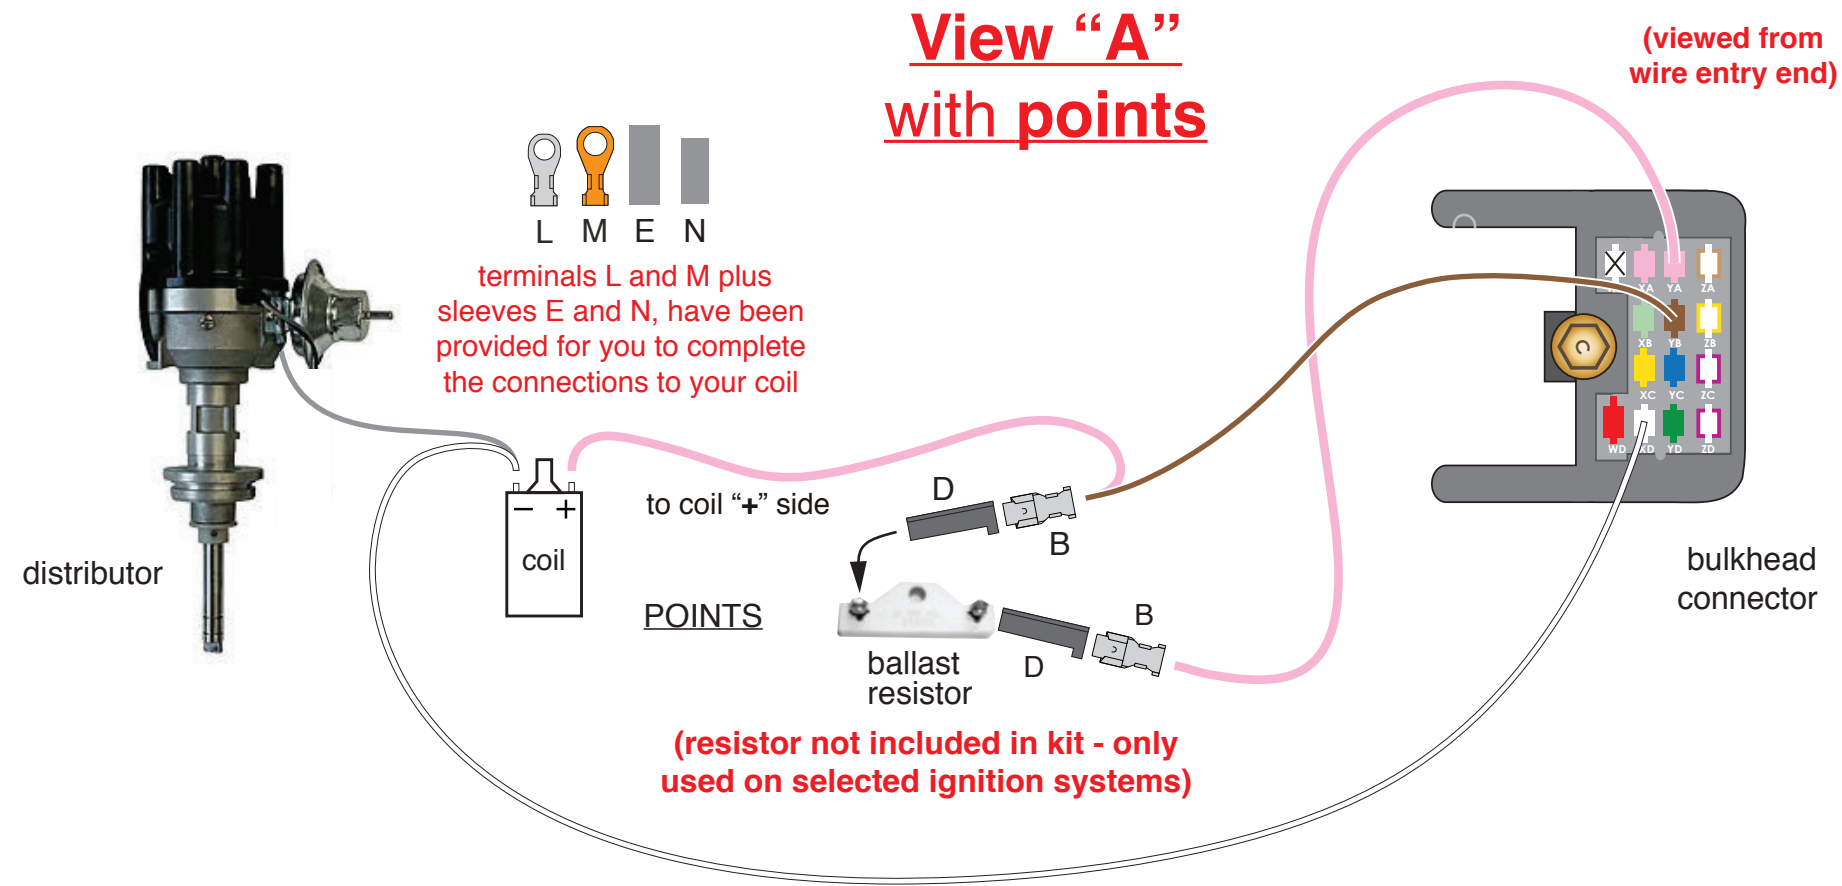 View “A”
with points
(viewed from
wire entry end)
L M E N
terminals L and M plus
sleeves E and N, have been
provided for you to complete
the connections to your coil
XA YA ZA
XB YB ZB
XC YC ZC
WD XD YD ZD
C
to coil “+” side
D
B
− +
coil
distributor
POINTS
B
D
ballast
resistor
bulkhead
connector
(resistor not included in kit - only
used on selected ignition systems)